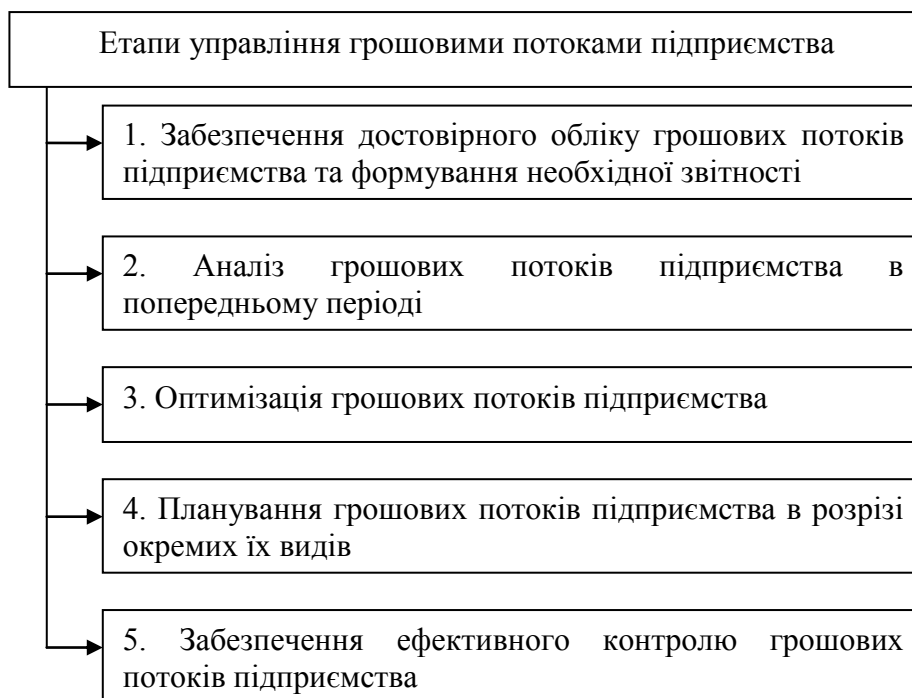 Етапи управління грошовими потоками підприємства
1. Забезпечення достовірного обліку грошових потоків
підприємства та формування необхідної звітності
2. Аналіз грошових потоків підприємства в
попередньому періоді
3. Оптимізація грошових потоків підприємства
4. Планування грошових потоків підприємства в розрізі
окремих їх видів
5. Забезпечення ефективного контролю грошових
потоків підприємства